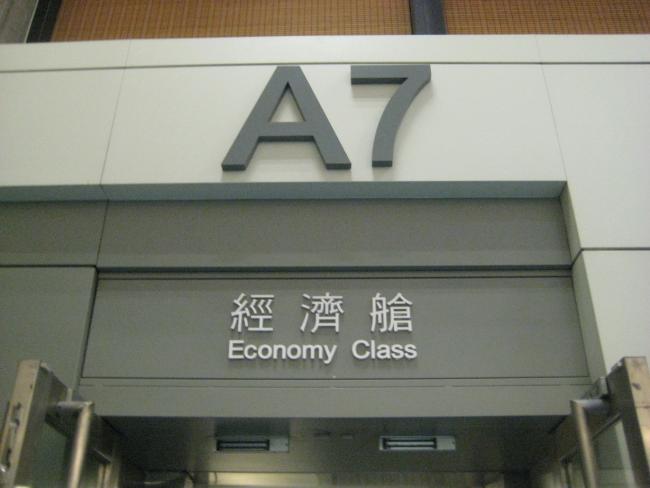 A7
經濟艙
Economy Class